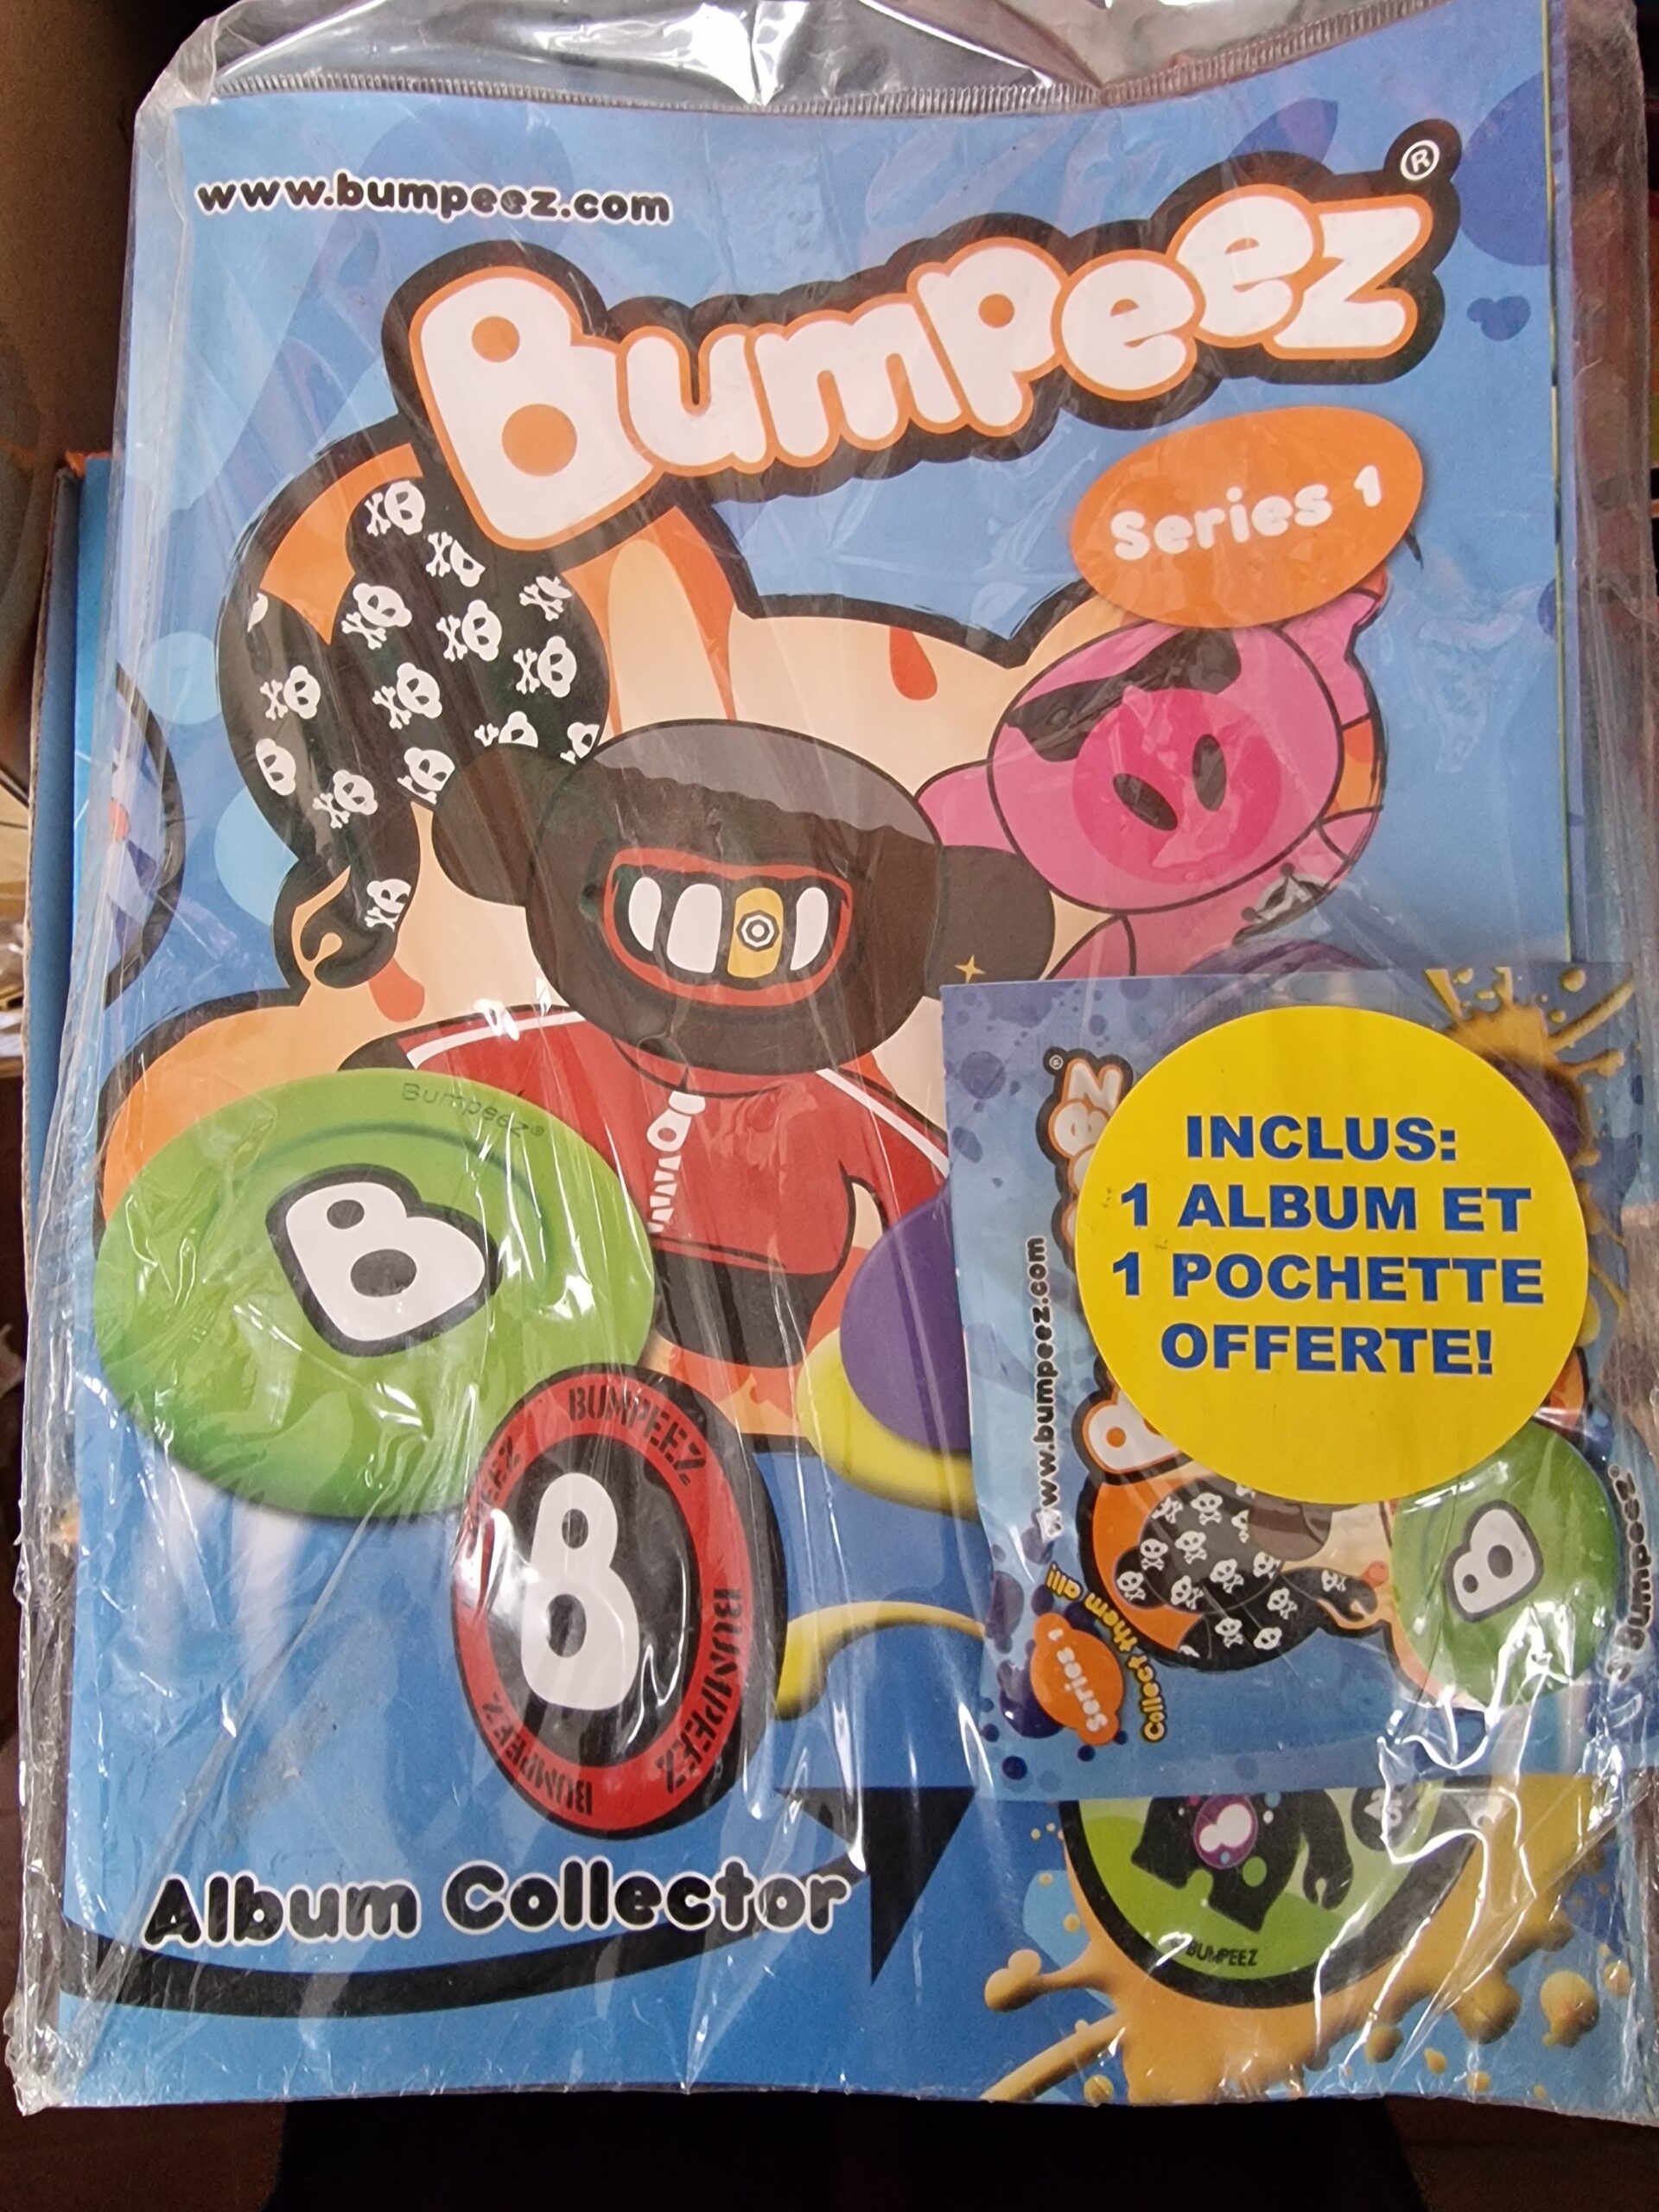 www.bumpeez.com
Bumpeez®
Series 1
Bumpeez®
B
INCLUS:
1 ALBUM ET
1 POCHETTE
OFFERTE!
www.bumpeez.com
Series 1
Collect them all!
B
Bumpeez®
BUMPEEZ
BUMPEEZ
BUMPEEZ
B
BUMPEEZ
Album Collector